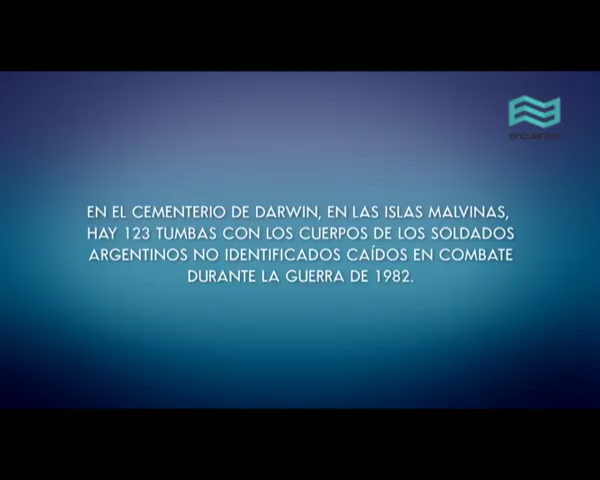 encuentro
EN EL CEMENTERIO DE DARWIN, EN LAS ISLAS MALVINAS,
HAY 123 TUMBAS CON LOS CUERPOS DE LOS SOLDADOS
ARGENTINOS NO IDENTIFICADOS CAÍDOS EN COMBATE
DURANTE LA GUERRA DE 1982.